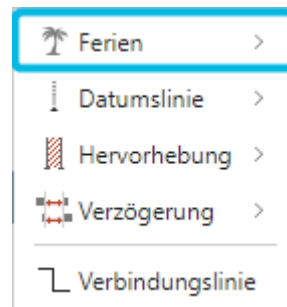 Ferien
Datumslinie
Hervorhebung
Verzögerung
Verbindungslinie